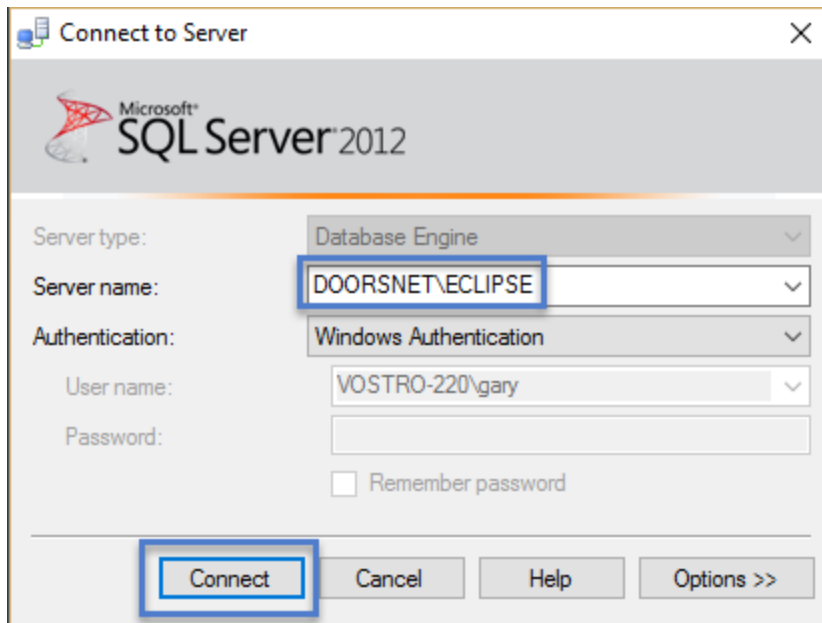 Connect to Server
Microsoft®
SQL Server® 2012
Server type: Database Engine
Server name: DOORSNET\ECLIPSE
Authentication: Windows Authentication
User name: VOSTRO-220\gary
Password:
Remember password
Connect Cancel Help Options >>